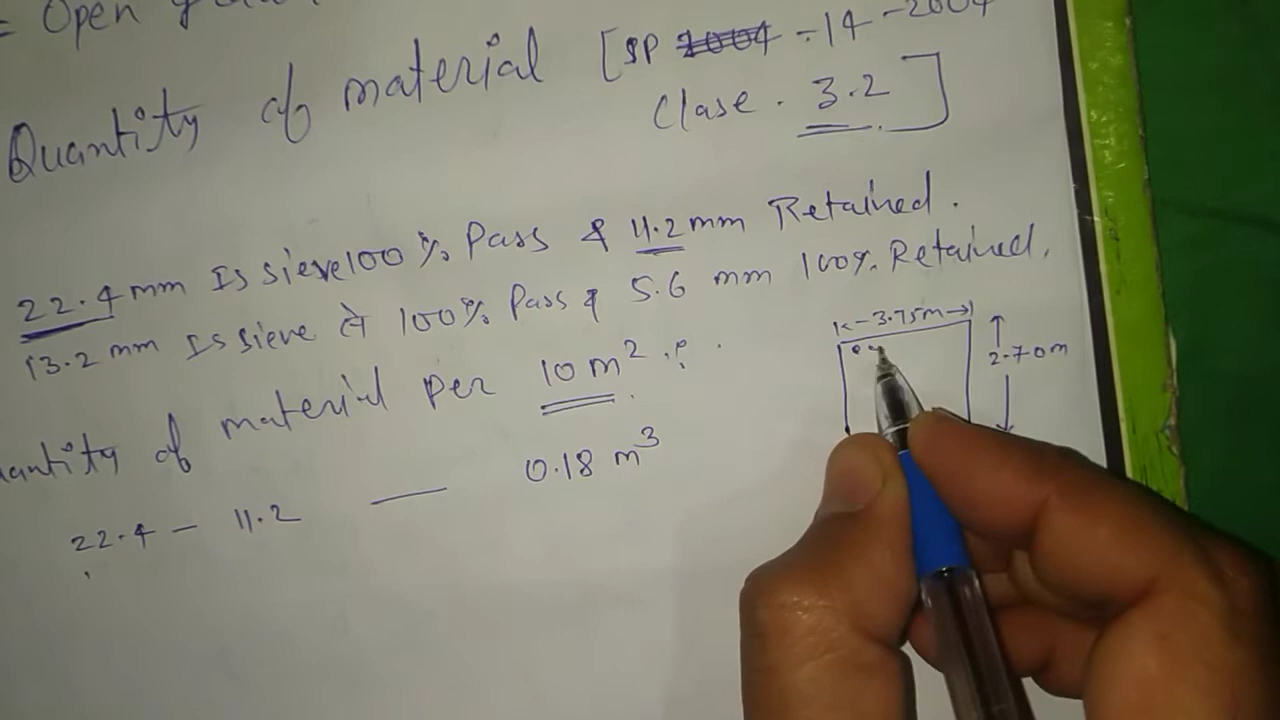 = Open
Quantity of material [SP 2004 - 14 - 2004
Clase . 3.2 ]
22.4 mm Is sieve 100% Pass & 11.2 mm Retained.
13.2 mm Is sieve से 100% Pass & 5.6 mm 100% Retained.
|<- 3.75m ->|
2.70m
uantity of material per 10 m² ?
22.4 - 11.2 — 0.18 m³